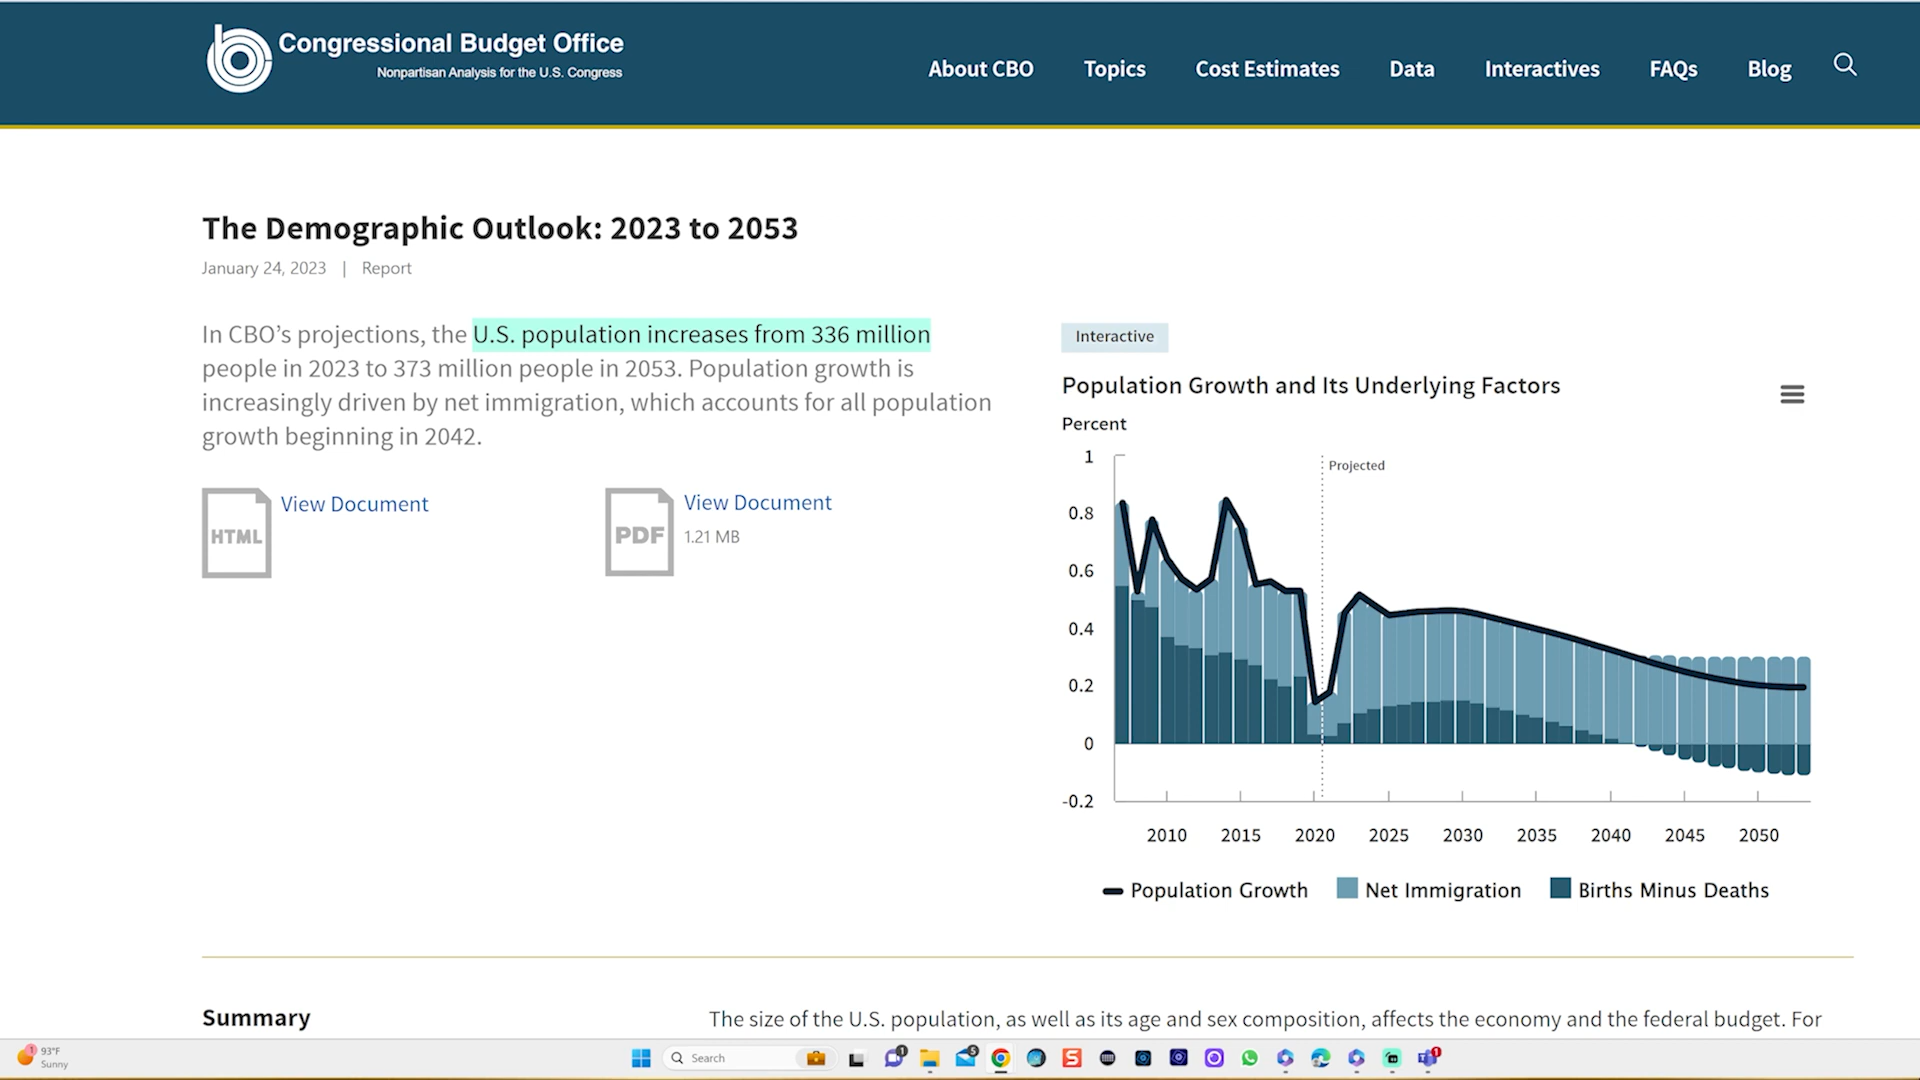 Congressional Budget Office
Nonpartisan Analysis for the U.S. Congress
About CBO Topics Cost Estimates Data Interactives FAQs Blog
The Demographic Outlook: 2023 to 2053
January 24, 2023 | Report
In CBO’s projections, the U.S. population increases from 336 million
people in 2023 to 373 million people in 2053. Population growth is
increasingly driven by net immigration, which accounts for all population
growth beginning in 2042.
HTML View Document
PDF View Document
1.21 MB
Interactive
Population Growth and Its Underlying Factors
Percent
Projected
1
0.8
0.6
0.4
0.2
0
-0.2
2010 2015 2020 2025 2030 2035 2040 2045 2050
Population Growth Net Immigration Births Minus Deaths
Summary
The size of the U.S. population, as well as its age and sex composition, affects the economy and the federal budget. For
1
93°F
Sunny
Search
1
5
S
1